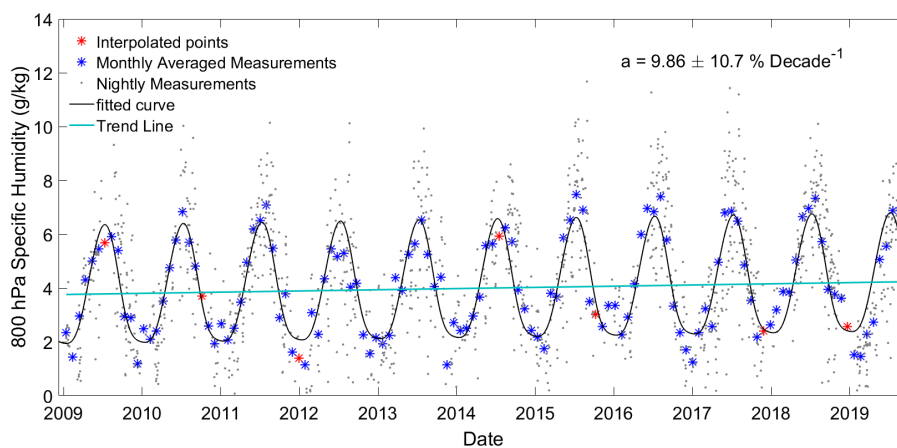 14
12
10
8
6
4
2
0
800 hPa Specific Humidity (g/kg)
Interpolated points
Monthly Averaged Measurements
Nightly Measurements
fitted curve
Trend Line
a = 9.86 ± 10.7 % Decade⁻¹
2009 2010 2011 2012 2013 2014 2015 2016 2017 2018 2019
Date